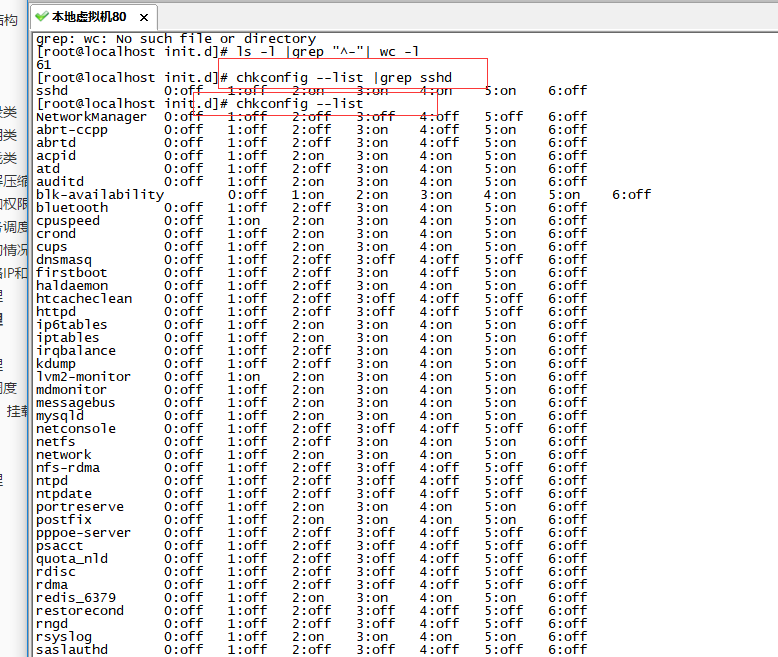 本地虚拟机80 ×
结构
类
类
类
压缩
权限
调度
情况
IP和
度
挂载
grep: wc: No such file or directory
[root@localhost init.d]# ls -l |grep "^-"| wc -l
61
[root@localhost init.d]# chkconfig --list |grep sshd
sshd 0:off 1:off 2:on 3:on 4:on 5:on 6:off
[root@localhost init.d]# chkconfig --list
NetworkManager 0:off 1:off 2:off 3:off 4:off 5:off 6:off
abrt-ccpp 0:off 1:off 2:off 3:on 4:off 5:on 6:off
abrtd 0:off 1:off 2:off 3:on 4:off 5:on 6:off
acpid 0:off 1:off 2:on 3:on 4:on 5:on 6:off
atd 0:off 1:off 2:off 3:on 4:on 5:on 6:off
auditd 0:off 1:off 2:on 3:on 4:on 5:on 6:off
blk-availability 0:off 1:on 2:on 3:on 4:on 5:on 6:off
bluetooth 0:off 1:off 2:off 3:on 4:on 5:on 6:off
cpuspeed 0:off 1:on 2:on 3:on 4:on 5:on 6:off
crond 0:off 1:off 2:on 3:on 4:on 5:on 6:off
cups 0:off 1:off 2:on 3:on 4:on 5:on 6:off
dnsmasq 0:off 1:off 2:off 3:off 4:off 5:off 6:off
firstboot 0:off 1:off 2:off 3:on 4:off 5:on 6:off
haldaemon 0:off 1:off 2:off 3:on 4:on 5:on 6:off
htcacheclean 0:off 1:off 2:off 3:off 4:off 5:off 6:off
httpd 0:off 1:off 2:off 3:off 4:off 5:off 6:off
ip6tables 0:off 1:off 2:on 3:on 4:on 5:on 6:off
iptables 0:off 1:off 2:on 3:on 4:on 5:on 6:off
irqbalance 0:off 1:off 2:off 3:on 4:on 5:on 6:off
kdump 0:off 1:off 2:off 3:on 4:on 5:on 6:off
lvm2-monitor 0:off 1:on 2:on 3:on 4:on 5:on 6:off
mdmonitor 0:off 1:off 2:on 3:on 4:on 5:on 6:off
messagebus 0:off 1:off 2:on 3:on 4:on 5:on 6:off
mysqld 0:off 1:off 2:on 3:on 4:on 5:on 6:off
netconsole 0:off 1:off 2:off 3:off 4:off 5:off 6:off
netfs 0:off 1:off 2:off 3:on 4:on 5:on 6:off
network 0:off 1:off 2:on 3:on 4:on 5:on 6:off
nfs-rdma 0:off 1:off 2:off 3:off 4:off 5:off 6:off
ntpd 0:off 1:off 2:off 3:off 4:off 5:off 6:off
ntpdate 0:off 1:off 2:off 3:off 4:off 5:off 6:off
portreserve 0:off 1:off 2:on 3:on 4:on 5:on 6:off
postfix 0:off 1:off 2:on 3:on 4:on 5:on 6:off
pppoe-server 0:off 1:off 2:off 3:off 4:off 5:off 6:off
psacct 0:off 1:off 2:off 3:off 4:off 5:off 6:off
quota_nld 0:off 1:off 2:off 3:off 4:off 5:off 6:off
rdisc 0:off 1:off 2:off 3:off 4:off 5:off 6:off
rdma 0:off 1:off 2:off 3:off 4:off 5:off 6:off
redis_6379 0:off 1:off 2:on 3:on 4:on 5:on 6:off
restorecond 0:off 1:off 2:off 3:off 4:off 5:off 6:off
rngd 0:off 1:off 2:off 3:off 4:off 5:off 6:off
rsyslog 0:off 1:off 2:on 3:on 4:on 5:on 6:off
saslauthd 0:off 1:off 2:off 3:off 4:off 5:off 6:off